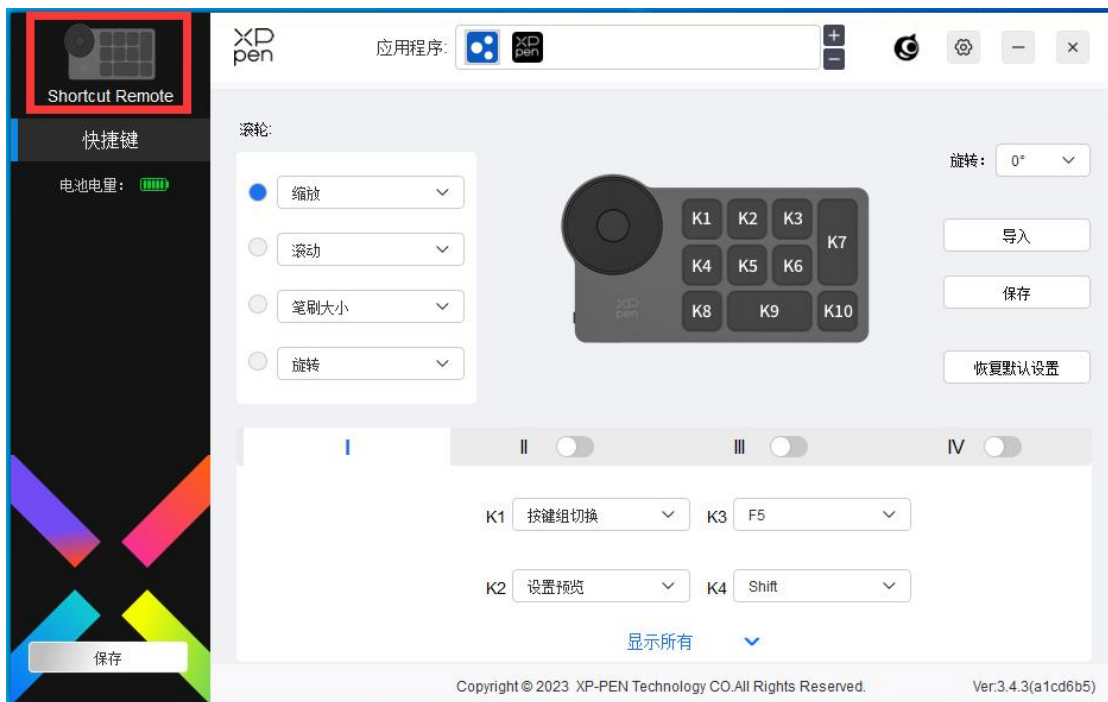 Shortcut Remote
快捷键
电池电量:
保存
XP
pen
应用程序:
XP
pen
+
−
滚轮:
缩放
滚动
笔刷大小
旋转
K1 K2 K3
K7
K4 K5 K6
K8 K9 K10
XP
pen
旋转: 0°
导入
保存
恢复默认设置
I II III IV
K1 按键组切换 K3 F5
K2 设置预览 K4 Shift
显示所有
Copyright © 2023 XP-PEN Technology CO.All Rights Reserved. Ver:3.4.3(a1cd6b5)